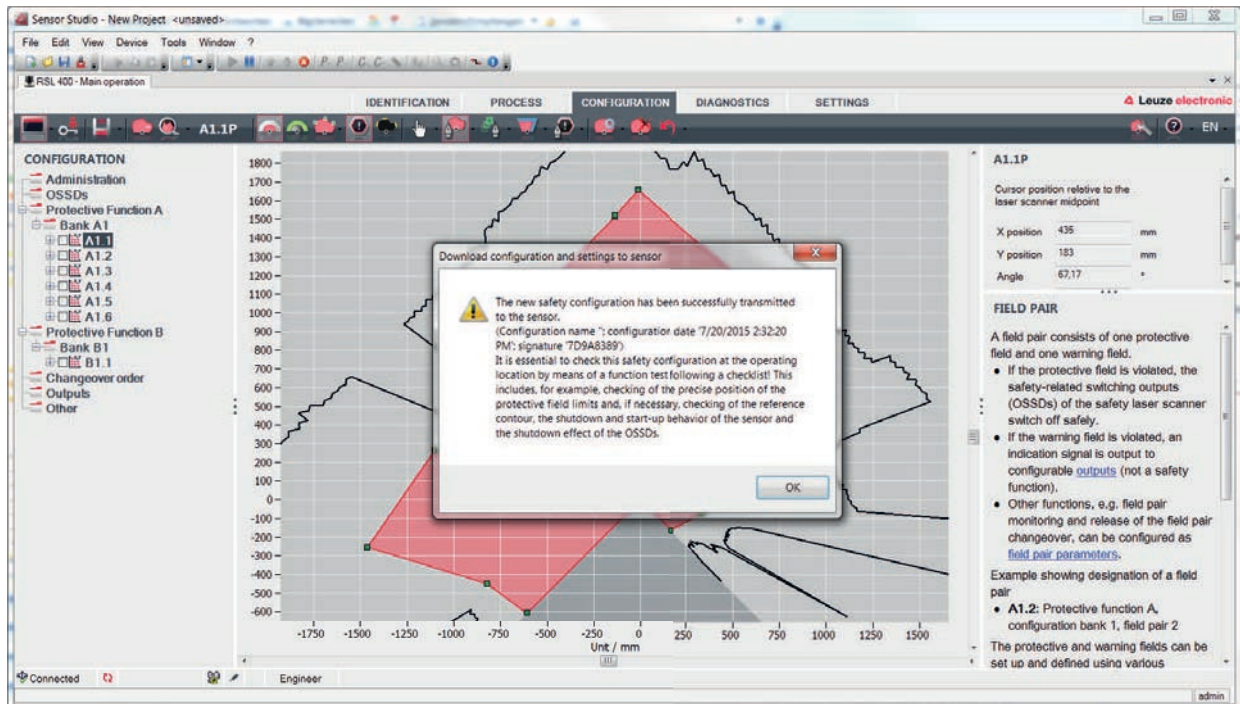 Sensor Studio - New Project <unsaved>
File Edit View Device Tools Window ?
RSL 400 - Main operation
IDENTIFICATION PROCESS CONFIGURATION DIAGNOSTICS SETTINGS
Leuze electronic
A1.1P
EN
CONFIGURATION
Administration
OSSDs
Protective Function A
Bank A1
A1.1
A1.2
A1.3
A1.4
A1.5
A1.6
Protective Function B
Bank B1
B1.1
Changeover order
Outputs
Other
1800
1700
1600
1500
1400
1300
1200
1100
1000
900
800
700
600
500
400
300
200
100
0
-100
-200
-300
-400
-500
-600
-1750 -1500 -1250 -1000 -750 -500 -250 0 250 500 750 1000 1250 1500
Unt / mm
Download configuration and settings to sensor
The new safety configuration has been successfully transmitted
to the sensor.
(Configuration name '': configuratior date '7/20/2015 2:32:20
PM': signature '7D9A8389')
It is essential to check this safety configuration at the operating
location by means of a function test following a checklist! This
includes, for example, checking of the precise position of the
protective field limits and, if necessary, checking of the reference
contour, the shutdown and start-up behavior of the sensor and
the shutdown effect of the OSSDs.
OK
A1.1P
Cursor position reletive to the
laser scanner midpoint
X position 435 mm
Y position 183 mm
Angle 67,17 °
FIELD PAIR
A field pair consists of one protective
field and one warning field.
• If the protective field is violated, the
safety-related switching outputs
(OSSDs) of the safety laser scanner
switch off safely.
• If the warning field is violated, an
indication signal is output to
configurable outputs (not a safety
function).
• Other functions, e.g. field pair
monitoring and release of the field pair
changeover, can be configured as
field pair parameters.
Example showing designation of a field
pair
• A1.2: Protective function A,
configuration bank 1, field pair 2
The protective and warning fields can be
set up and defined using various
Connected
Engineer
admin